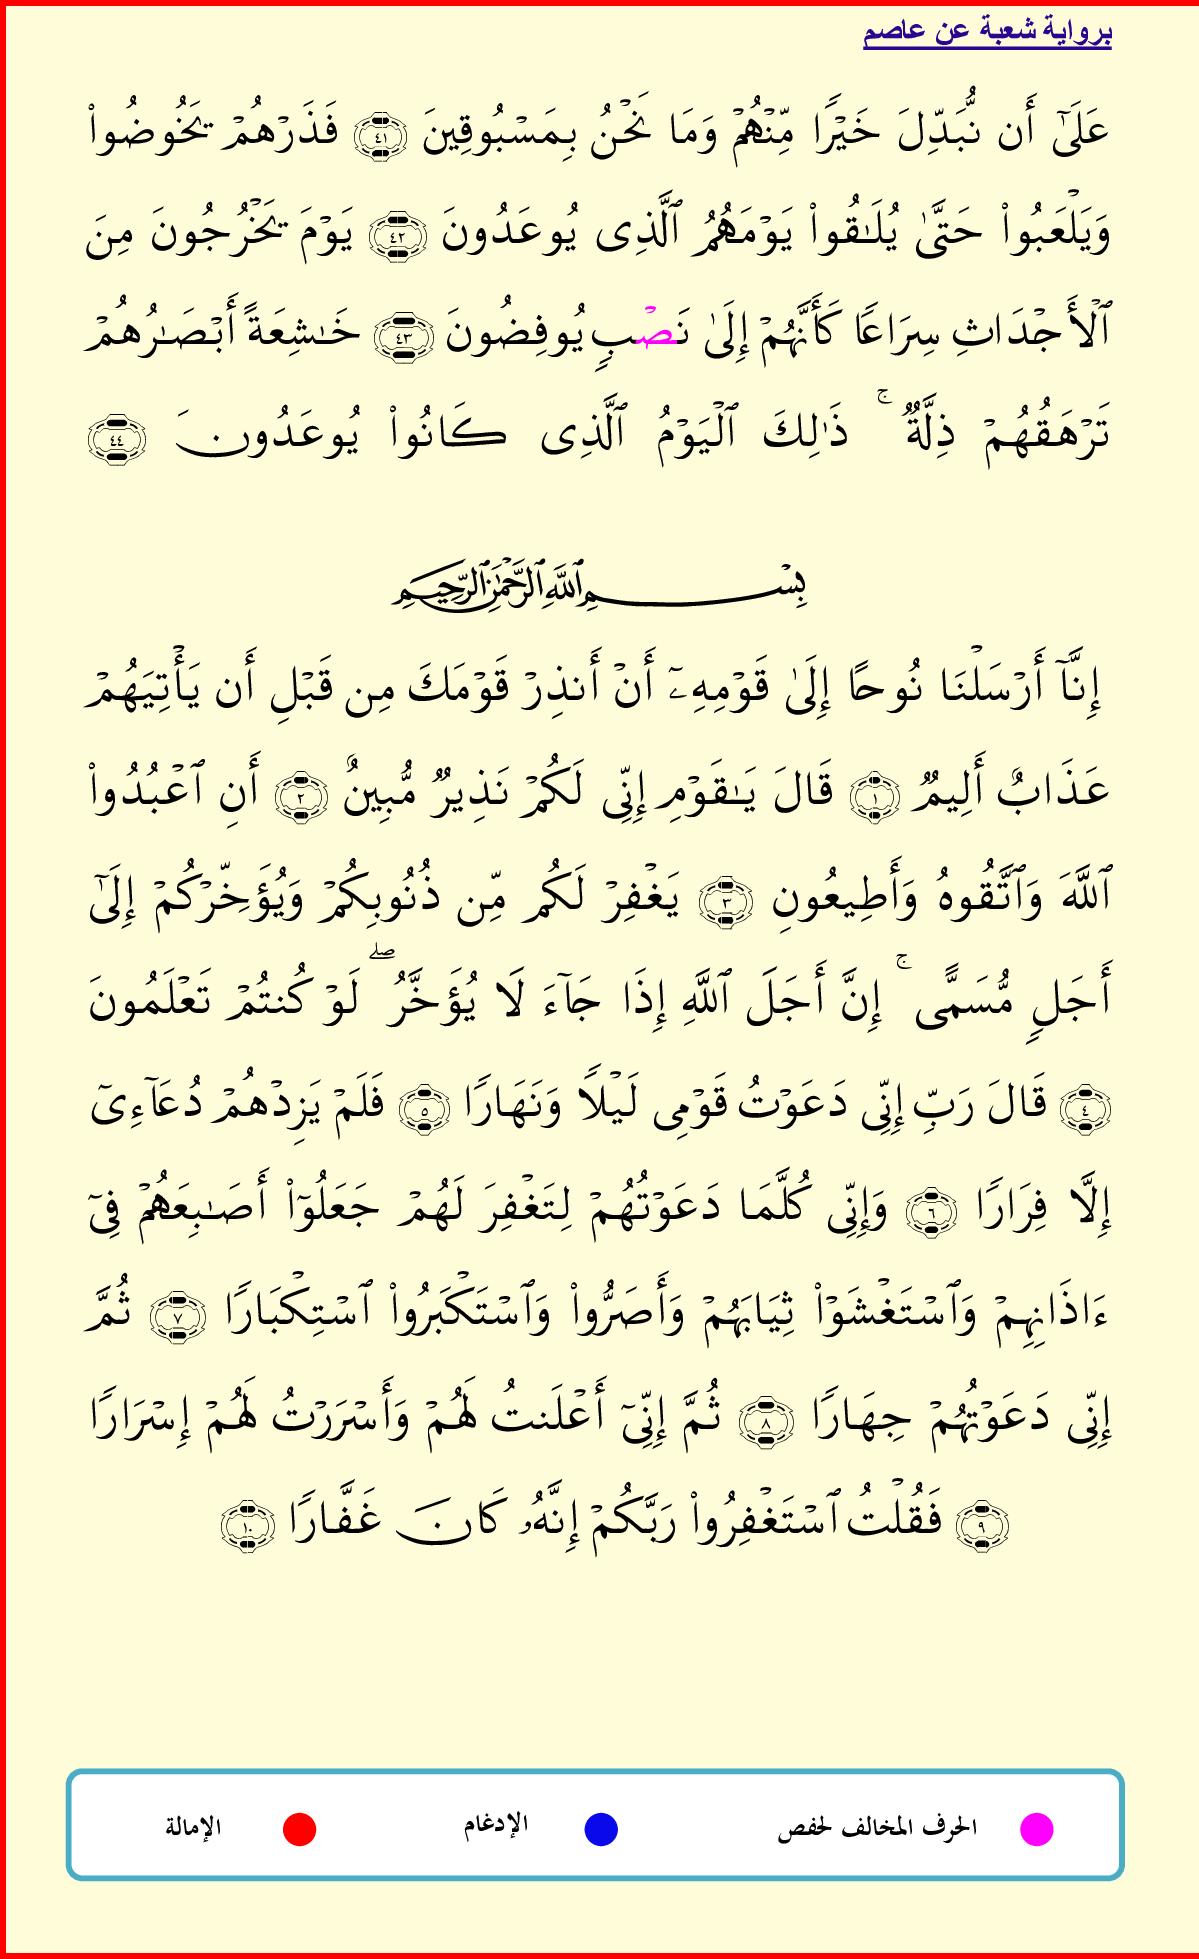 برواية شعبة عن عاصم
عَلَىٰٓ أَن نُّبَدِّلَ خَيْرًا مِّنْهُمْ وَمَا نَحْنُ بِمَسْبُوقِينَ ٤١ فَذَرْهُمْ يَخُوضُوا۟
وَيَلْعَبُوا۟ حَتَّىٰ يُلَـٰقُوا۟ يَوْمَهُمُ ٱلَّذِى يُوعَدُونَ ٤٢ يَوْمَ يَخْرُجُونَ مِنَ
ٱلْأَجْدَاثِ سِرَاعًا كَأَنَّهُمْ إِلَىٰ نَصْبٍ يُوفِضُونَ ٤٣ خَـٰشِعَةً أَبْصَـٰرُهُمْ
تَرْهَقُهُمْ ذِلَّةٌ ۚ ذَٰلِكَ ٱلْيَوْمُ ٱلَّذِى كَانُوا۟ يُوعَدُونَ ٤٤
بِسْمِ ٱللَّهِ ٱلرَّحْمَـٰنِ ٱلرَّحِيمِ
إِنَّآ أَرْسَلْنَا نُوحًا إِلَىٰ قَوْمِهِۦٓ أَنْ أَنذِرْ قَوْمَكَ مِن قَبْلِ أَن يَأْتِيَهُمْ
عَذَابٌ أَلِيمٌ ١ قَالَ يَـٰقَوْمِ إِنِّى لَكُمْ نَذِيرٌ مُّبِينٌ ٢ أَنِ ٱعْبُدُوا۟
ٱللَّهَ وَٱتَّقُوهُ وَأَطِيعُونِ ٣ يَغْفِرْ لَكُم مِّن ذُنُوبِكُمْ وَيُؤَخِّرْكُمْ إِلَىٰٓ
أَجَلٍ مُّسَمًّى ۚ إِنَّ أَجَلَ ٱللَّهِ إِذَا جَآءَ لَا يُؤَخَّرُ ۖ لَوْ كُنتُمْ تَعْلَمُونَ
٤ قَالَ رَبِّ إِنِّى دَعَوْتُ قَوْمِى لَيْلًا وَنَهَارًا ٥ فَلَمْ يَزِدْهُمْ دُعَآءِىٓ
إِلَّا فِرَارًا ٦ وَإِنِّى كُلَّمَا دَعَوْتُهُمْ لِتَغْفِرَ لَهُمْ جَعَلُوٓا۟ أَصَـٰبِعَهُمْ فِىٓ
ءَاذَانِهِمْ وَٱسْتَغْشَوْا۟ ثِيَابَهُمْ وَأَصَرُّوا۟ وَٱسْتَكْبَرُوا۟ ٱسْتِكْبَارًا ٧ ثُمَّ
إِنِّى دَعَوْتُهُمْ جِهَارًا ٨ ثُمَّ إِنِّىٓ أَعْلَنتُ لَهُمْ وَأَسْرَرْتُ لَهُمْ إِسْرَارًا
٩ فَقُلْتُ ٱسْتَغْفِرُوا۟ رَبَّكُمْ إِنَّهُۥ كَانَ غَفَّارًا ١٠
الحرف المخالف لحفص الإدغام الإمالة